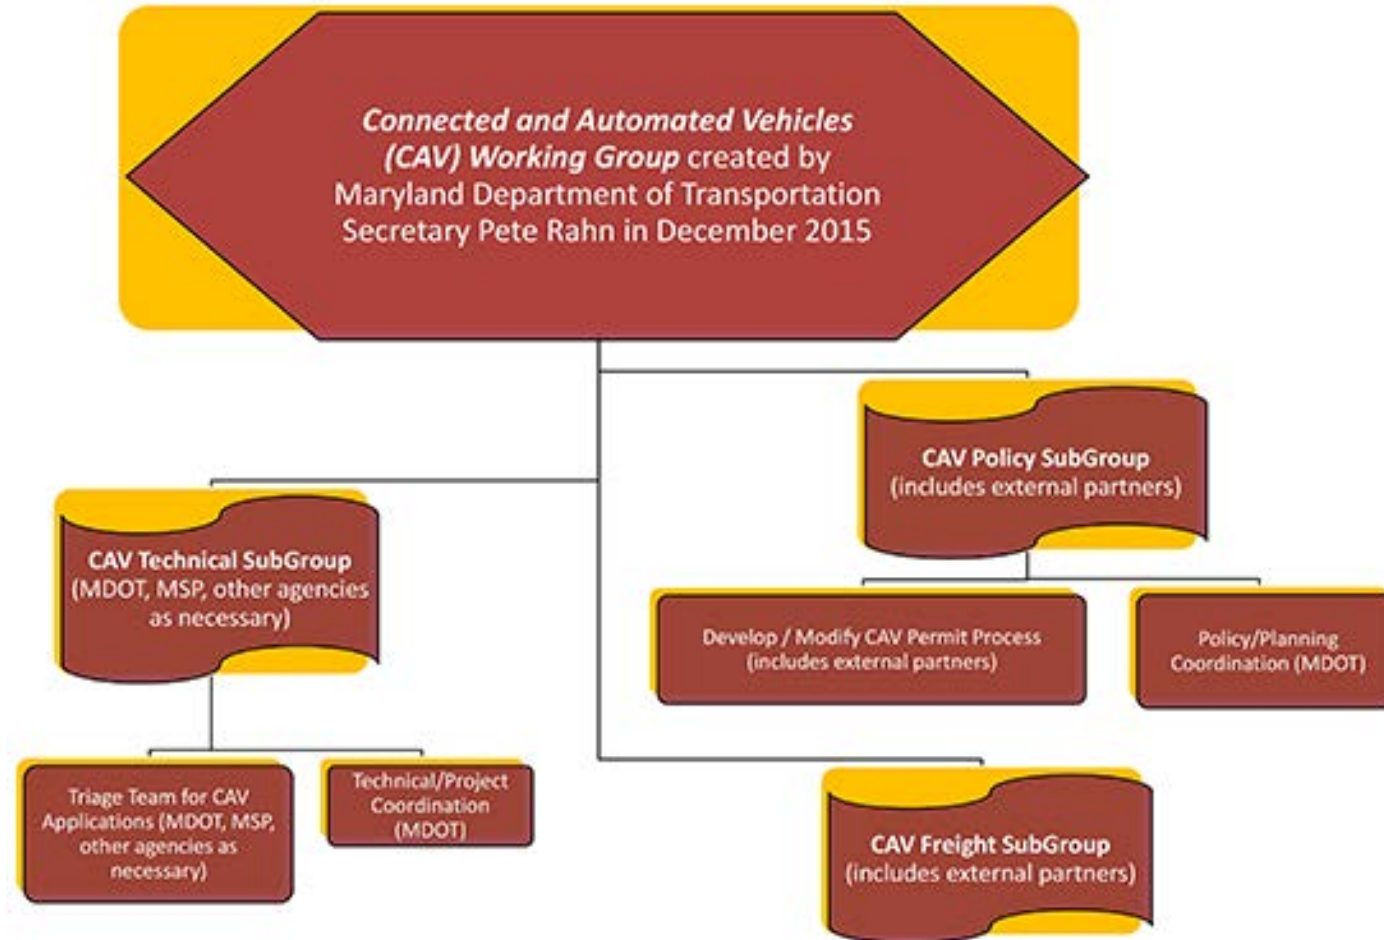 Connected and Automated Vehicles
(CAV) Working Group created by
Maryland Department of Transportation
Secretary Pete Rahn in December 2015
CAV Policy SubGroup
(includes external partners)
CAV Technical SubGroup
(MDOT, MSP, other agencies
as necessary)
Develop / Modify CAV Permit Process
(includes external partners)
Policy/Planning
Coordination (MDOT)
Triage Team for CAV
Applications (MDOT, MSP,
other agencies as
necessary)
Technical/Project
Coordination
(MDOT)
CAV Freight SubGroup
(includes external partners)